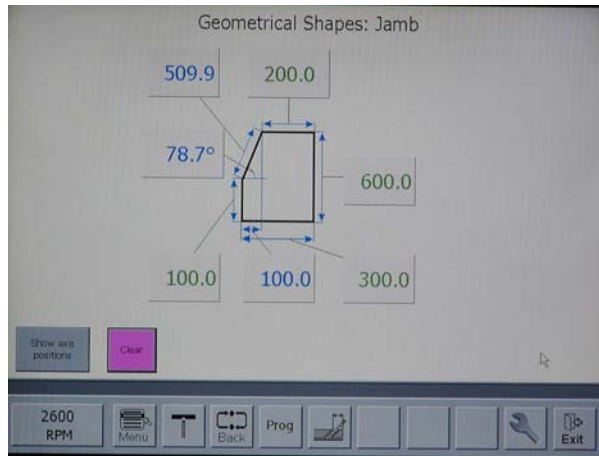 Geometrical Shapes: Jamb
509.9
200.0
78.7°
600.0
100.0
100.0
300.0
Show axis
positions
Clear
2600
RPM
Menu
Back
Prog
Exit